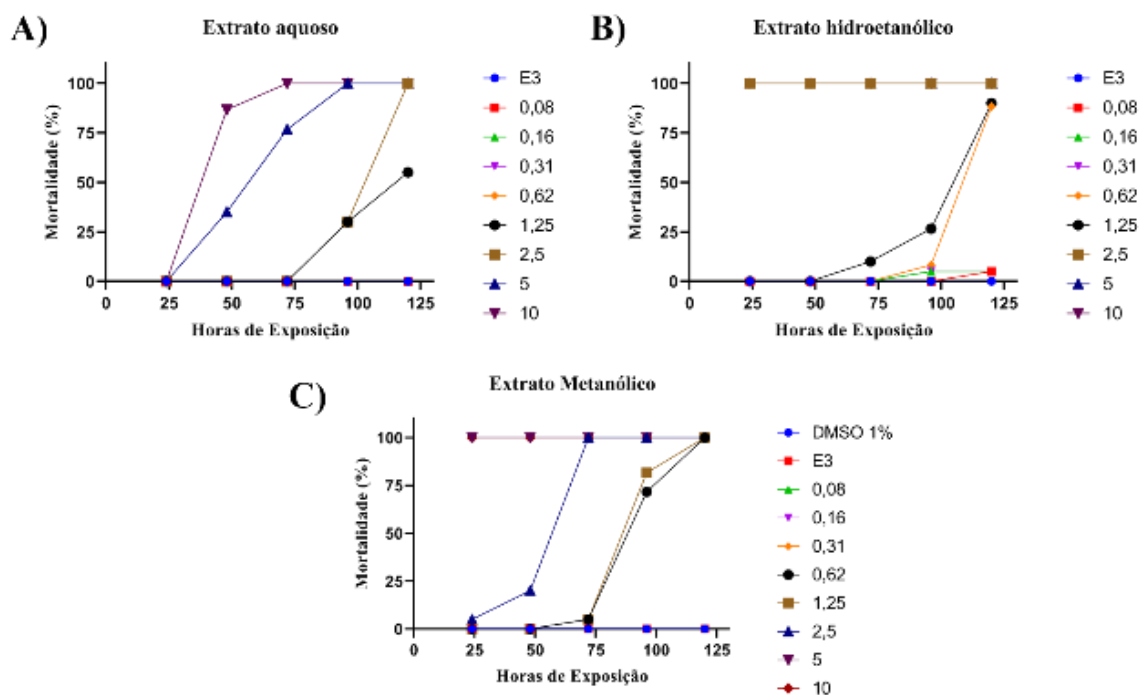 A)
Extrato aquoso
Mortalidade (%)
100
75
50
25
0
0 25 50 75 100 125
Horas de Exposição
E3
0,08
0,16
0,31
0,62
1,25
2,5
5
10
B)
Extrato hidroetanólico
Mortalidade (%)
100
75
50
25
0
0 25 50 75 100 125
Horas de Exposição
E3
0,08
0,16
0,31
0,62
1,25
2,5
5
10
C)
Extrato Metanólico
Mortalidade (%)
100
75
50
25
0
0 25 50 75 100 125
Horas de Exposição
DMSO 1%
E3
0,08
0,16
0,31
0,62
1,25
2,5
5
10